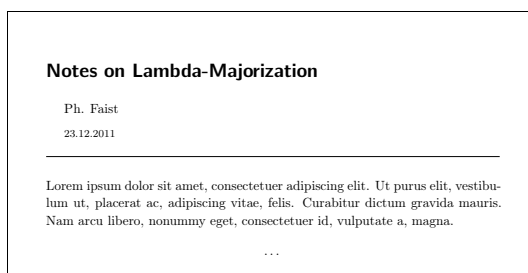 Notes on Lambda-Majorization
Ph. Faist
23.12.2011
Lorem ipsum dolor sit amet, consectetuer adipiscing elit. Ut purus elit, vestibu-
lum ut, placerat ac, adipiscing vitae, felis. Curabitur dictum gravida mauris.
Nam arcu libero, nonummy eget, consectetuer id, vulputate a, magna.
...